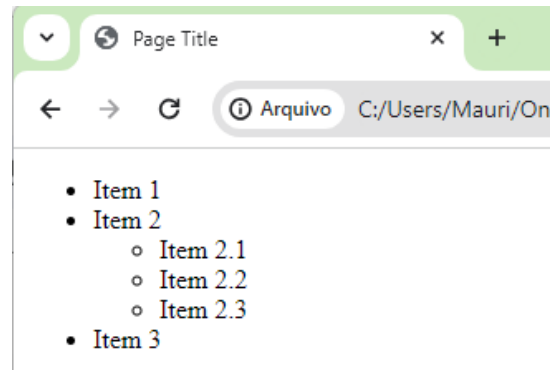 Page Title
Arquivo C:/Users/Mauri/On
Item 1
Item 2
Item 2.1
Item 2.2
Item 2.3
Item 3